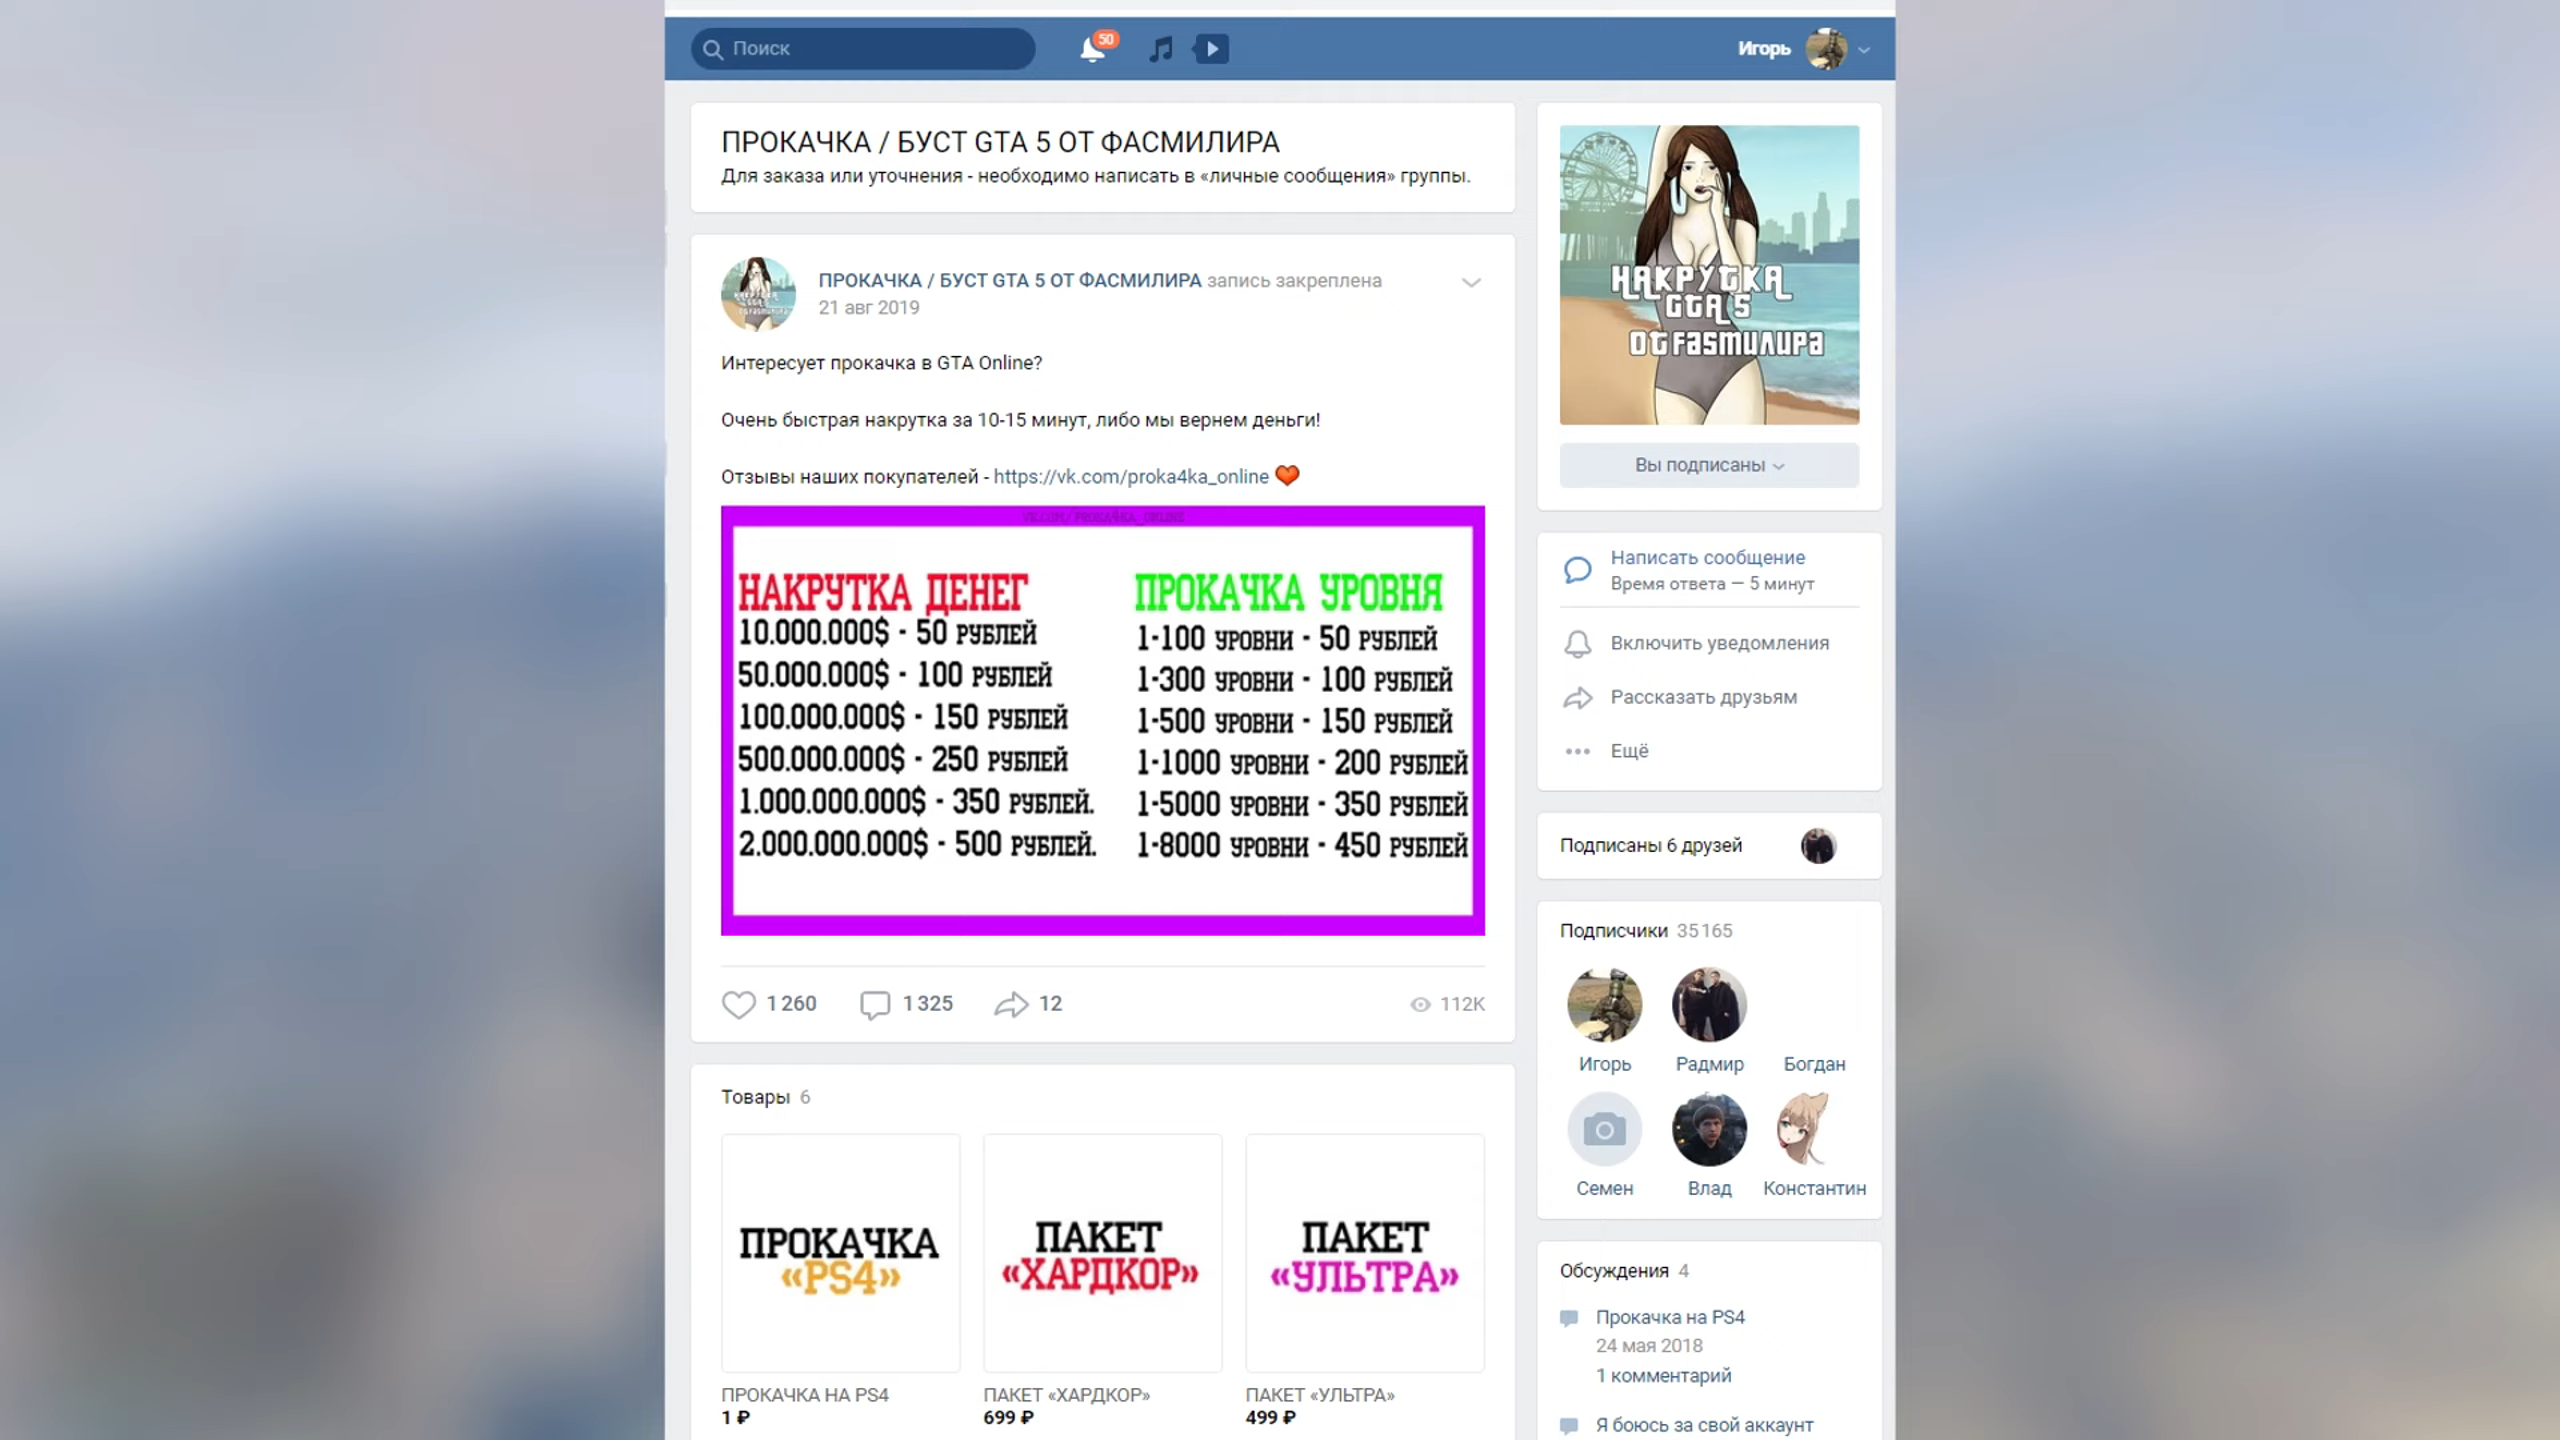 Поиск
50
Игорь
ПРОКАЧКА / БУСТ GTA 5 ОТ ФАСМИЛИРА
Для заказа или уточнения - необходимо написать в «личные сообщения» группы.
ПРОКАЧКА / БУСТ GTA 5 ОТ ФАСМИЛИРА запись закреплена
21 авг 2019
Интересует прокачка в GTA Online?
Очень быстрая накрутка за 10-15 минут, либо мы вернем деньги!
Отзывы наших покупателей - https://vk.com/proka4ka_online
VK.COM/PROKA4KA_ONLINE
НАКРУТКА ДЕНЕГ
10.000.000$ - 50 РУБЛЕЙ
50.000.000$ - 100 РУБЛЕЙ
100.000.000$ - 150 РУБЛЕЙ
500.000.000$ - 250 РУБЛЕЙ
1.000.000.000$ - 350 РУБЛЕЙ.
2.000.000.000$ - 500 РУБЛЕЙ.
ПРОКАЧКА УРОВНЯ
1-100 УРОВНИ - 50 РУБЛЕЙ
1-300 УРОВНИ - 100 РУБЛЕЙ
1-500 УРОВНИ - 150 РУБЛЕЙ
1-1000 УРОВНИ - 200 РУБЛЕЙ
1-5000 УРОВНИ - 350 РУБЛЕЙ
1-8000 УРОВНИ - 450 РУБЛЕЙ
1 260
1 325
12
112K
Товары 6
ПРОКАЧКА
«PS4»
ПРОКАЧКА НА PS4
1 ₽
ПАКЕТ
«ХАРДКОР»
ПАКЕТ «ХАРДКОР»
699 ₽
ПАКЕТ
«УЛЬТРА»
ПАКЕТ «УЛЬТРА»
499 ₽
НАКРУТКА
GTA 5
ОТ FASMИЛИРА
Вы подписаны
Написать сообщение
Время ответа — 5 минут
Включить уведомления
Рассказать друзьям
Ещё
Подписаны 6 друзей
Подписчики 35 165
Игорь
Радмир
Богдан
Семен
Влад
Константин
Обсуждения 4
Прокачка на PS4
24 мая 2018
1 комментарий
Я боюсь за свой аккаунт